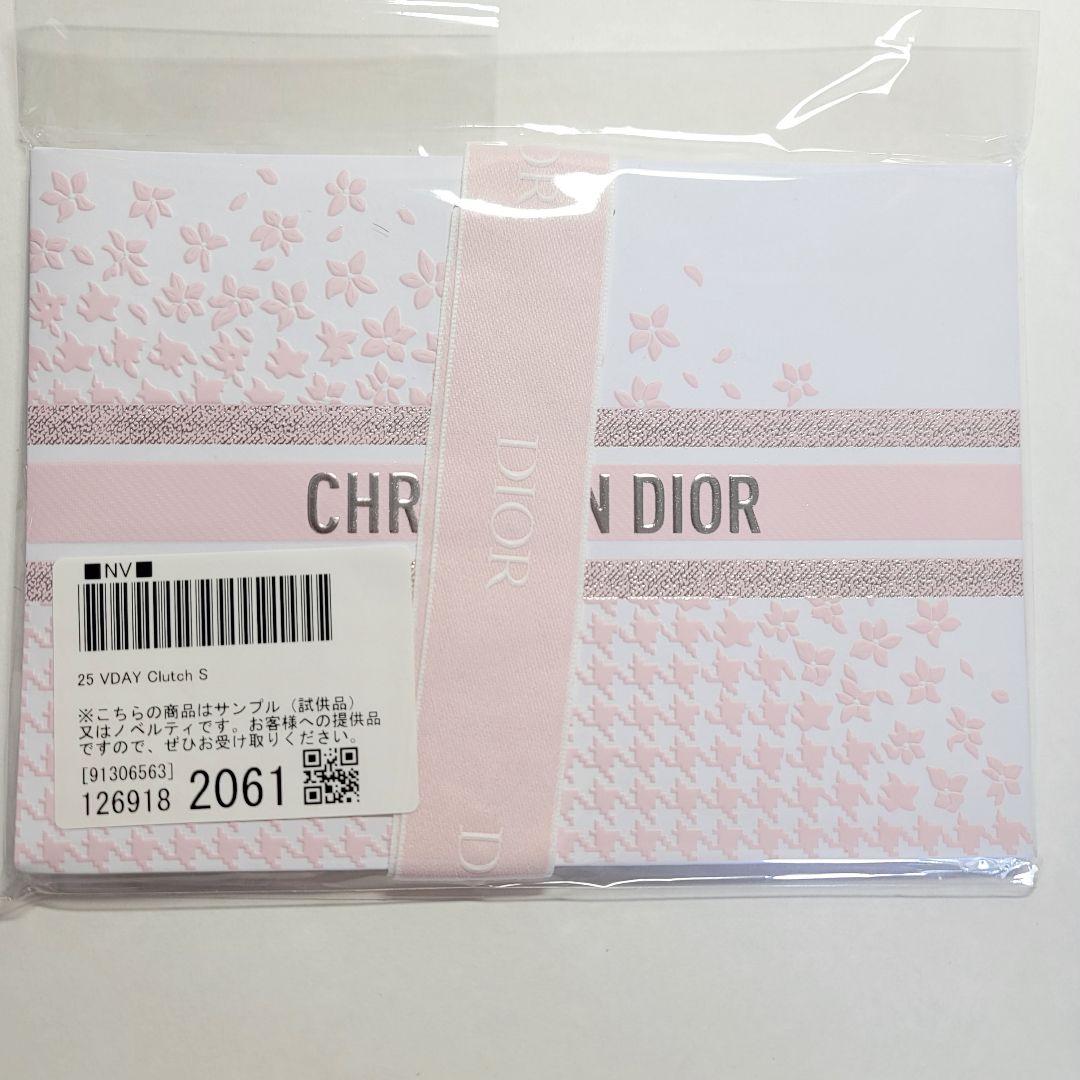 DIOR
CHR N DIOR
DIOR
■NV■
25 VDAY Clutch S
※こちらの商品はサンプル（試供品）
又はノベルティです。お客様への提供品
ですので、ぜひお受け取りください。
[91306563]
126918 2061
D